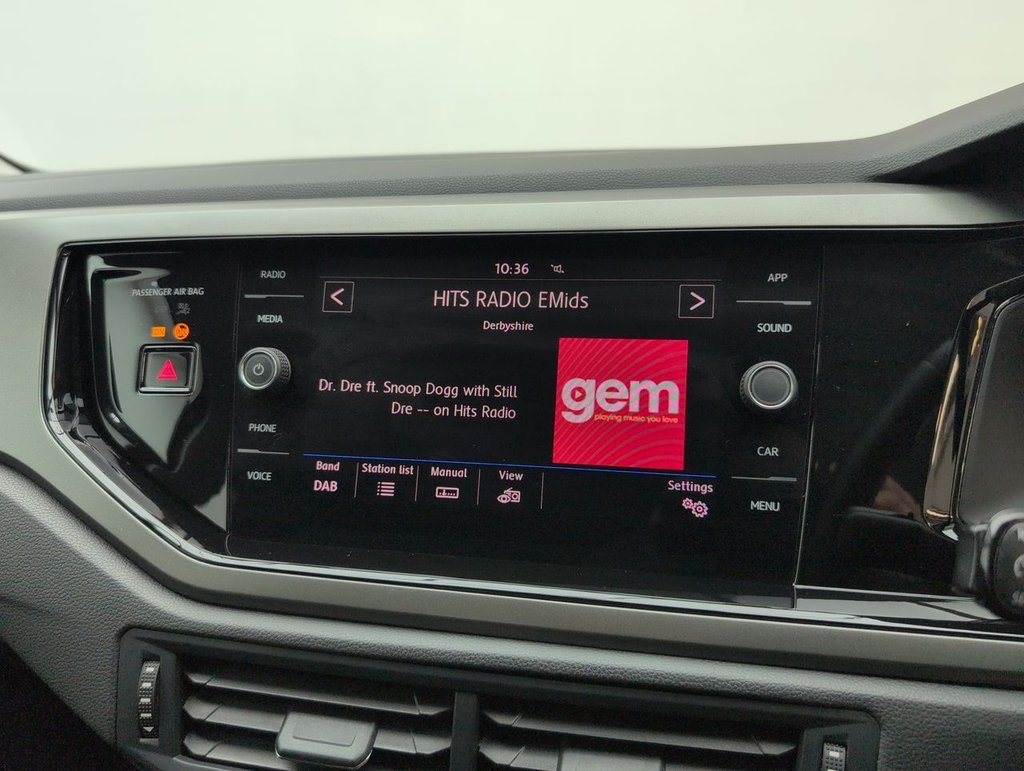 PASSENGER AIR BAG
RADIO
MEDIA
PHONE
VOICE
10:36
HITS RADIO EMids
Derbyshire
Dr. Dre ft. Snoop Dogg with Still
Dre -- on Hits Radio
gem
playing music you love
Band
DAB
Station list
Manual
View
Settings
APP
SOUND
CAR
MENU